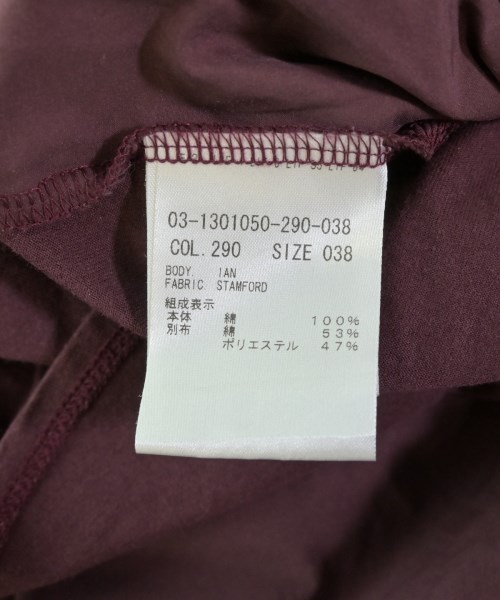 03-1301050-290-038
COL. 290 SIZE 038
BODY. IAN
FABRIC. STAMFORD
組成表示
本体 綿 100%
別布 綿 53%
ポリエステル 47%